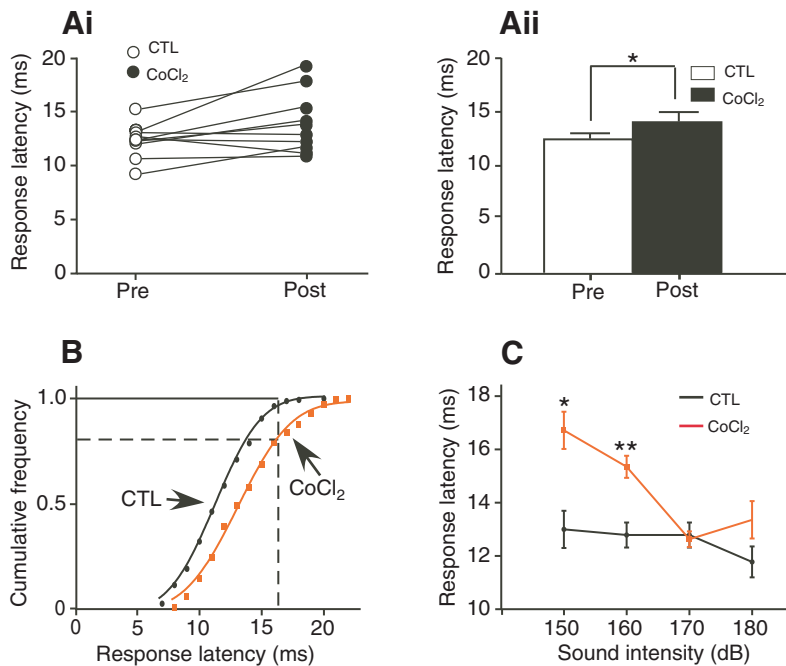 Ai
Response latency (ms)
20
15
10
5
0
CTL
CoCl₂
Pre
Post
Aii
Response latency (ms)
20
15
10
5
0
*
CTL
CoCl₂
Pre
Post
B
Cumulative frequency
1.0
0.5
0
CTL
CoCl₂
0
5
10
15
20
Response latency (ms)
C
Response latency (ms)
18
16
14
12
10
*
**
CTL
CoCl₂
150
160
170
180
Sound intensity (dB)